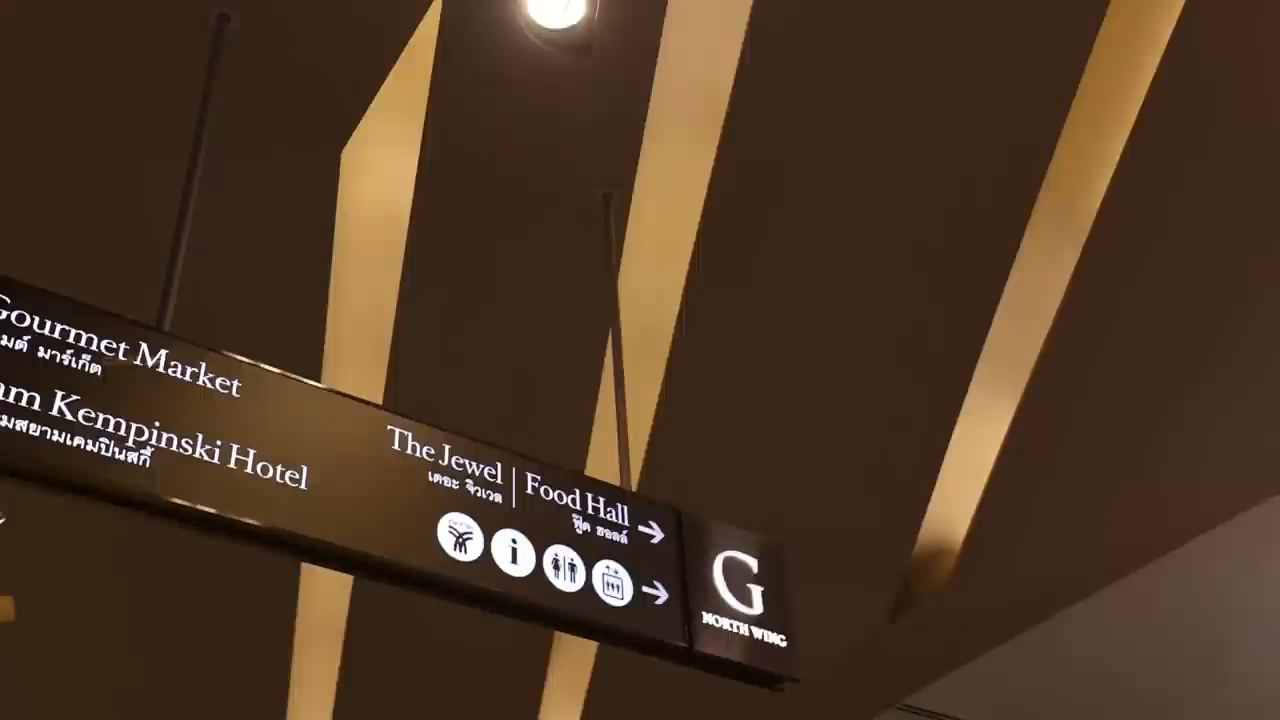 Gourmet Market
มาร์เก็ต
Kempinski Hotel
มสยามเคมปินสกี้
The Jewel | Food Hall
เดอะ จิวเวล ฟู้ด ฮอลล์
G
NORTH WING